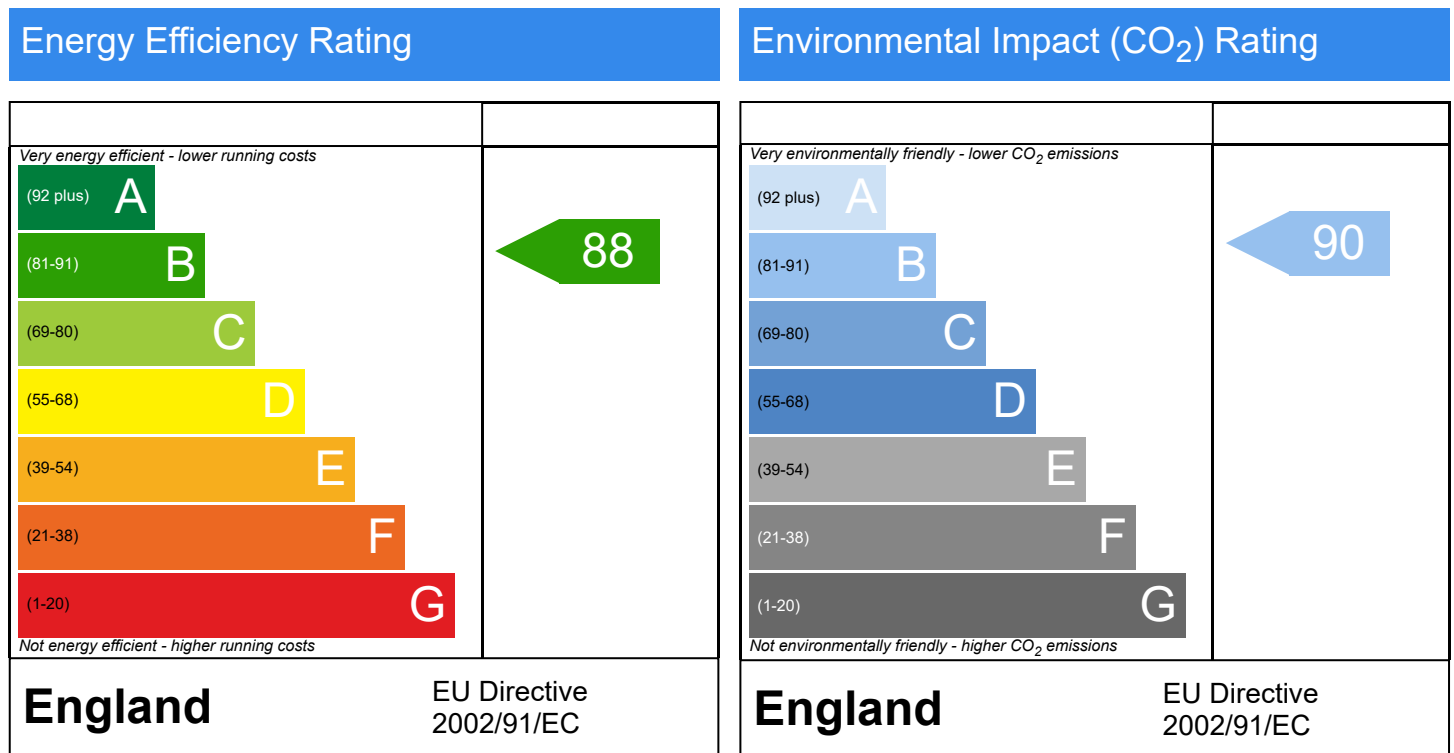 Energy Efficiency Rating
Very energy efficient - lower running costs
(92 plus) A
(81-91) B
(69-80) C
(55-68) D
(39-54) E
(21-38) F
(1-20) G
Not energy efficient - higher running costs
88
England
EU Directive
2002/91/EC
Environmental Impact (CO₂) Rating
Very environmentally friendly - lower CO₂ emissions
(92 plus) A
(81-91) B
(69-80) C
(55-68) D
(39-54) E
(21-38) F
(1-20) G
Not environmentally friendly - higher CO₂ emissions
90
England
EU Directive
2002/91/EC